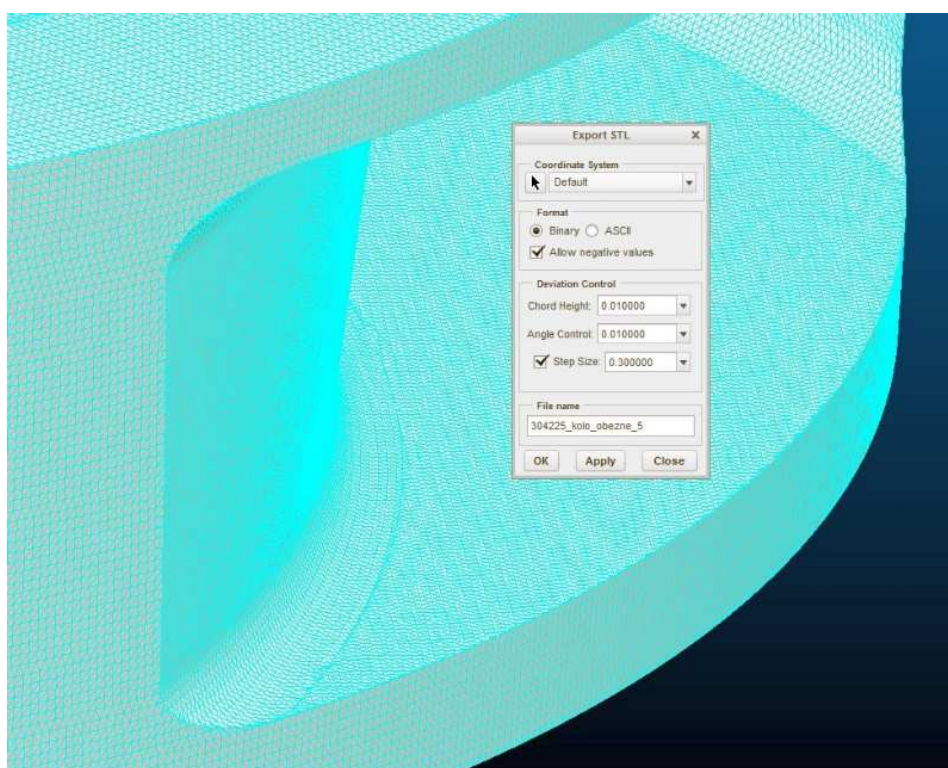 Export STL X
Coordinate System
Default
Format
Binary ASCII
Allow negative values
Deviation Control
Chord Height: 0.010000
Angle Control: 0.010000
Step Size: 0.300000
File name
304225_kolo_obezne_5
OK Apply Close